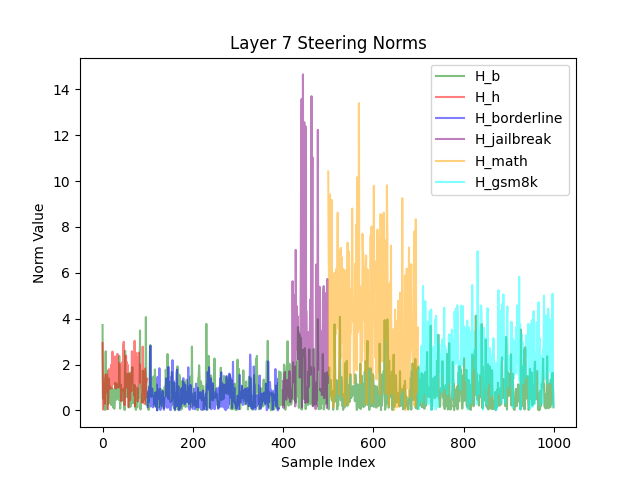 Layer 7 Steering Norms
H_b
H_h
H_borderline
H_jailbreak
H_math
H_gsm8k
Norm Value
14
12
10
8
6
4
2
0
0 200 400 600 800 1000
Sample Index